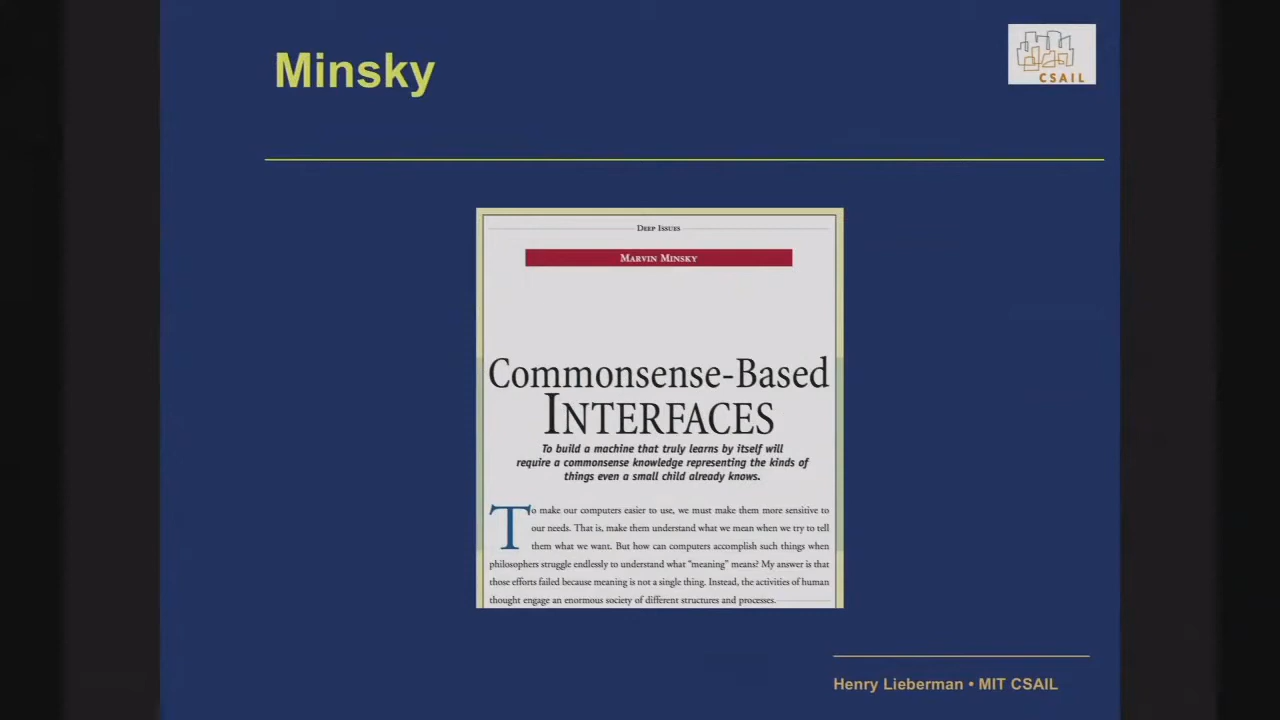 Minsky
CSAIL
Deep Issues
Marvin Minsky
Commonsense-Based
INTERFACES
To build a machine that truly learns by itself will
require a commonsense knowledge representing the kinds of
things even a small child already knows.
To make our computers easier to use, we must make them more sensitive to
our needs. That is, make them understand what we mean when we try to tell
them what we want. But how can computers accomplish such things when
philosophers struggle endlessly to understand what “meaning” means? My answer is that
those efforts failed because meaning is not a single thing. Instead, the activities of human
thought engage an enormous society of different structures and processes.
Henry Lieberman • MIT CSAIL